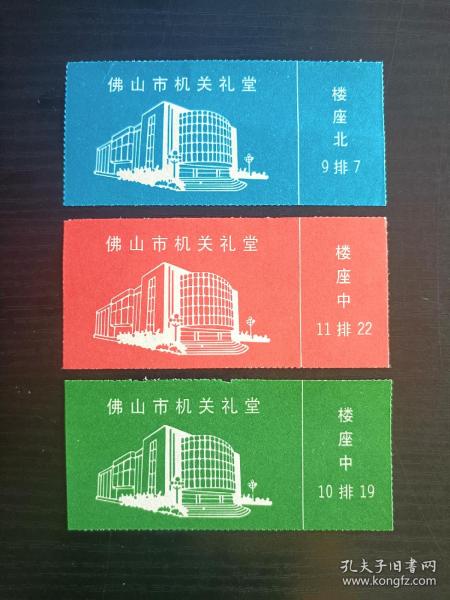 佛山市机关礼堂
楼
座
北
9 排 7
佛山市机关礼堂
楼
座
中
11 排 22
佛山市机关礼堂
楼
座
中
10 排 19
孔夫子旧书网
www.kongfz.com